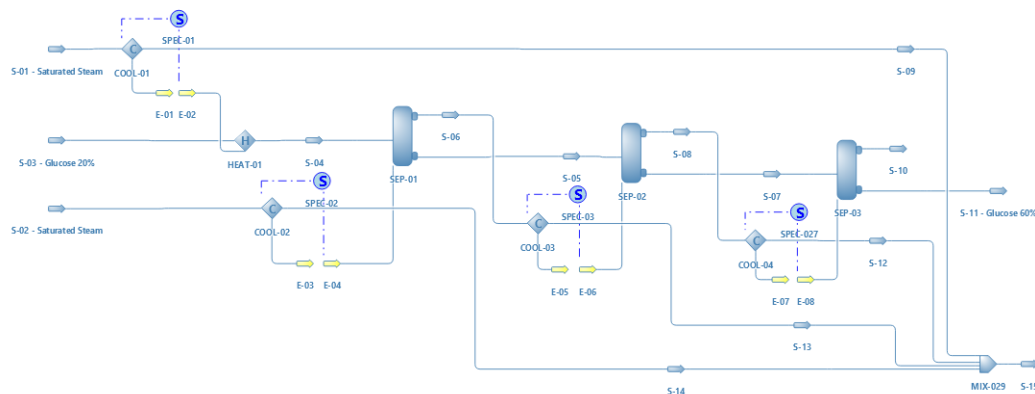 S
SPEC-01
C
S-01 - Saturated Steam
COOL-01
S-09
E-01
E-02
S-06
H
S-03 - Glucose 20%
HEAT-01
S-04
S-08
S-10
S
SEP-01
S-05
SPEC-02
S
SEP-02
S-07
SEP-03
S-11 - Glucose 60%
C
S-02 - Saturated Steam
COOL-02
SPEC-03
S
C
COOL-03
SPEC-027
C
COOL-04
S-12
E-03
E-04
E-05
E-06
E-07
E-08
S-13
S-14
MIX-029
S-15